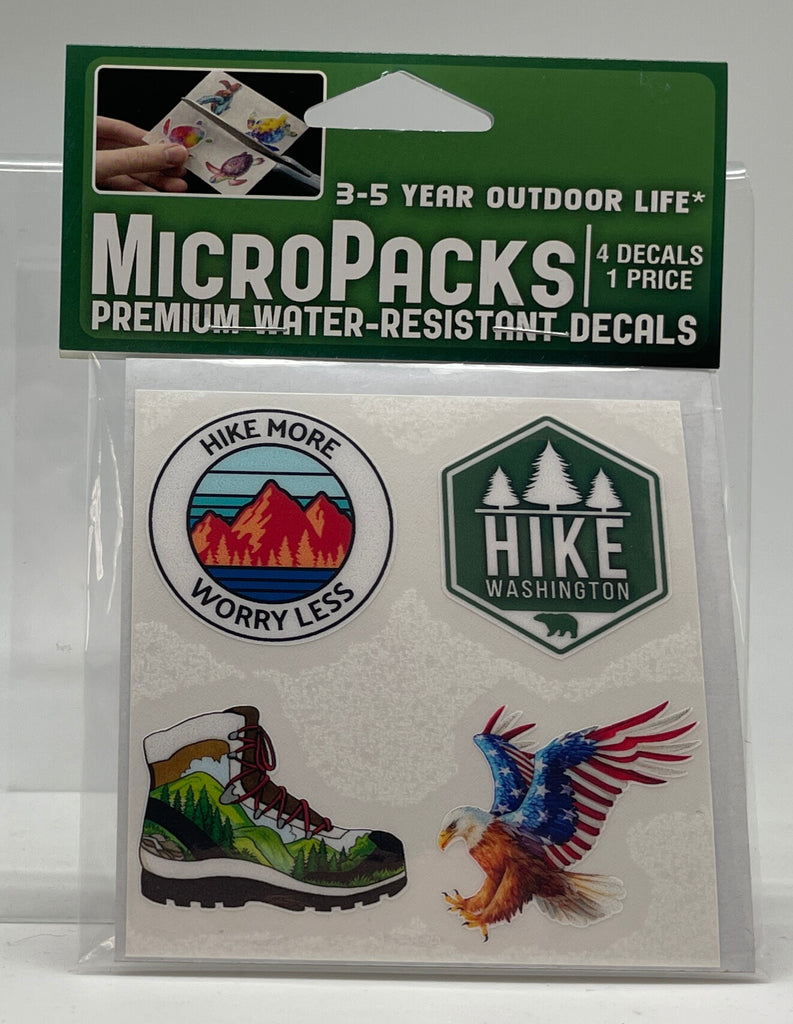 3-5 YEAR OUTDOOR LIFE*
MICROPACKS
4 DECALS
1 PRICE
PREMIUM WATER-RESISTANT DECALS
HIKE MORE
WORRY LESS
HIKE
WASHINGTON